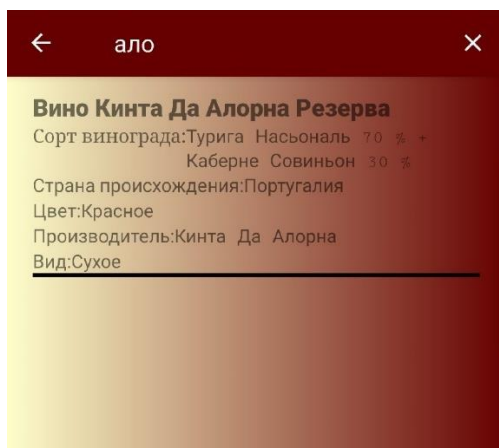 ало
Вино Кинта Да Алорна Резерва
Сорт винограда:Турига Насьональ 70 % +
Каберне Совиньон 30 %
Страна происхождения:Португалия
Цвет:Красное
Производитель:Кинта Да Алорна
Вид:Сухое